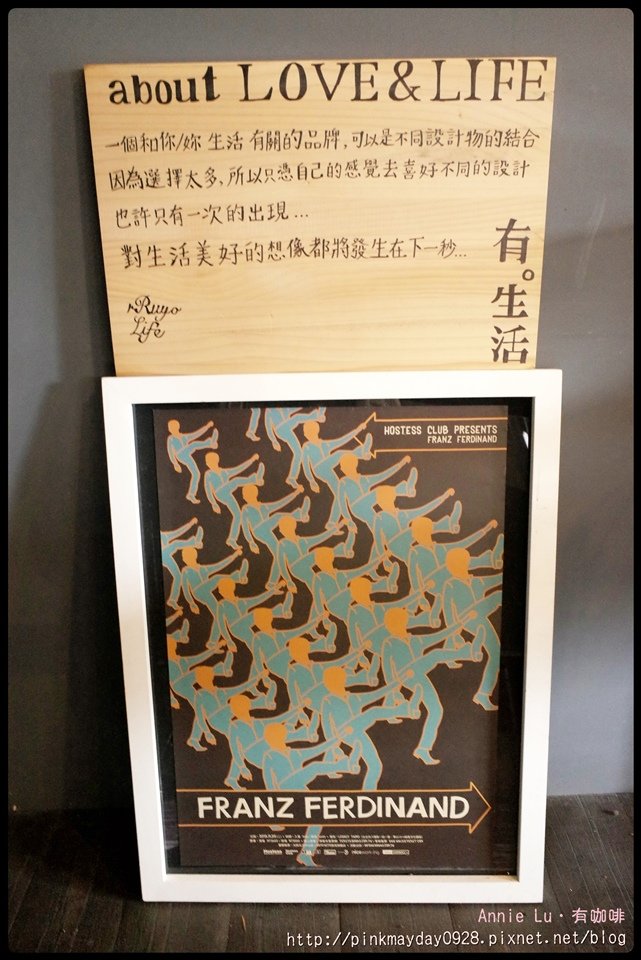 about LOVE & LIFE
一個和你/妳 生活 有關的品牌,可以是不同設計物的結合
因為選擇太多,所以只憑自己的感覺去喜好不同的設計
也許只有一次的出現...
對生活美好的想像都將發生在下一秒...
有。生活
Ruyo
Life
HOSTESS CLUB PRESENTS
FRANZ FERDINAND
FRANZ FERDINAND
Annie Lu・有咖啡
http://pinkmayday0928.pixnet.net/blog